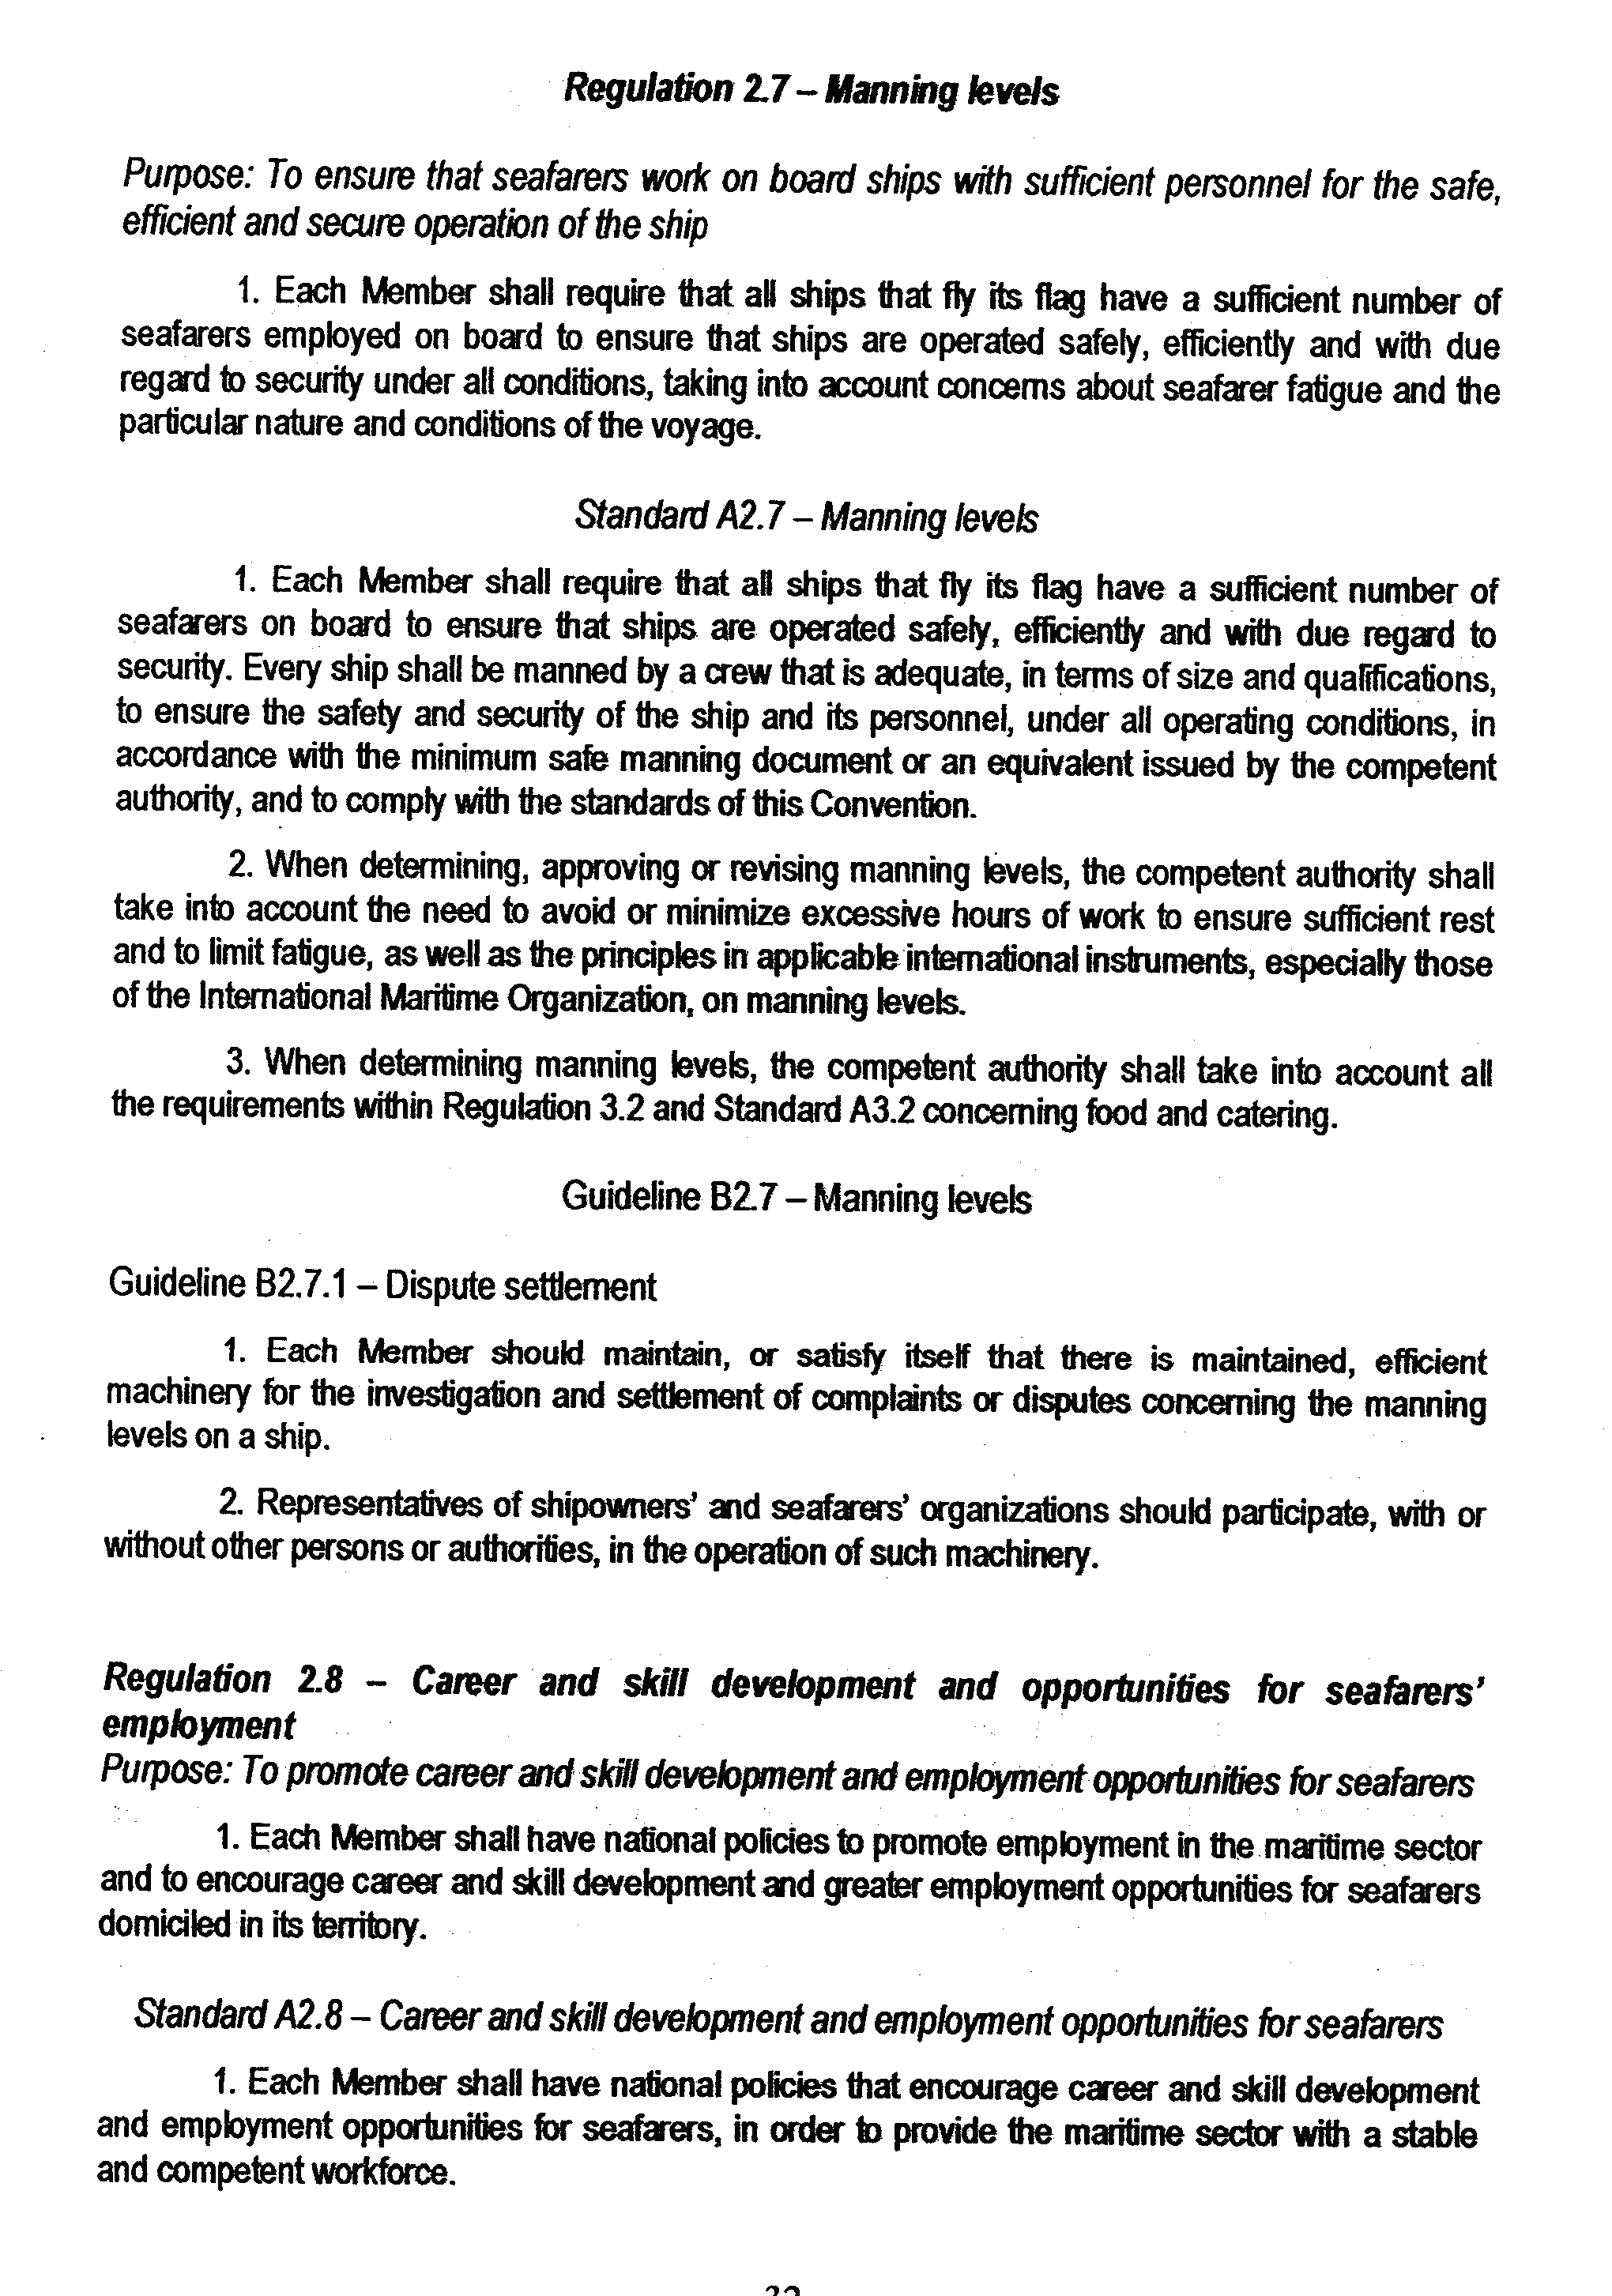 Regulation 2.7 – Manning levels
Purpose: To ensure that seafarers work on board ships with sufficient personnel for the safe,
efficient and secure operation of the ship
1. Each Member shall require that all ships that fly its flag have a sufficient number of
seafarers employed on board to ensure that ships are operated safely, efficiently and with due
regard to security under all conditions, taking into account concerns about seafarer fatigue and the
particular nature and conditions of the voyage.
Standard A2.7 – Manning levels
1. Each Member shall require that all ships that fly its flag have a sufficient number of
seafarers on board to ensure that ships are operated safely, efficiently and with due regard to
security. Every ship shall be manned by a crew that is adequate, in terms of size and qualifications,
to ensure the safety and security of the ship and its personnel, under all operating conditions, in
accordance with the minimum safe manning document or an equivalent issued by the competent
authority, and to comply with the standards of this Convention.
2. When determining, approving or revising manning levels, the competent authority shall
take into account the need to avoid or minimize excessive hours of work to ensure sufficient rest
and to limit fatigue, as well as the principles in applicable international instruments, especially those
of the International Maritime Organization, on manning levels.
3. When determining manning levels, the competent authority shall take into account all
the requirements within Regulation 3.2 and Standard A3.2 concerning food and catering.
Guideline B2.7 – Manning levels
Guideline B2.7.1 – Dispute settlement
1. Each Member should maintain, or satisfy itself that there is maintained, efficient
machinery for the investigation and settlement of complaints or disputes concerning the manning
levels on a ship.
2. Representatives of shipowners' and seafarers' organizations should participate, with or
without other persons or authorities, in the operation of such machinery.
Regulation 2.8 – Career and skill development and opportunities for seafarers'
employment
Purpose: To promote career and skill development and employment opportunities for seafarers
1. Each Member shall have national policies to promote employment in the maritime sector
and to encourage career and skill development and greater employment opportunities for seafarers
domiciled in its territory.
Standard A2.8 – Career and skill development and employment opportunities for seafarers
1. Each Member shall have national policies that encourage career and skill development
and employment opportunities for seafarers, in order to provide the maritime sector with a stable
and competent workforce.